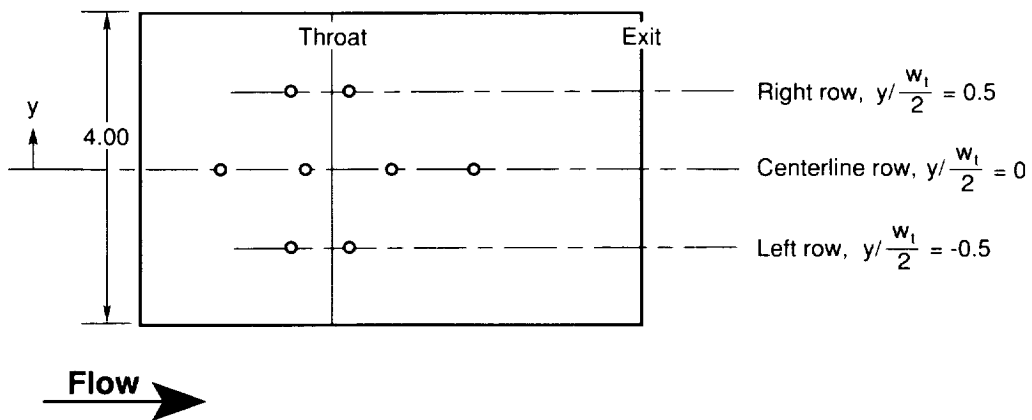 Throat
Exit
Right row, y/ w_t/2 = 0.5
y
4.00
Centerline row, y/ w_t/2 = 0
Left row, y/ w_t/2 = -0.5
Flow